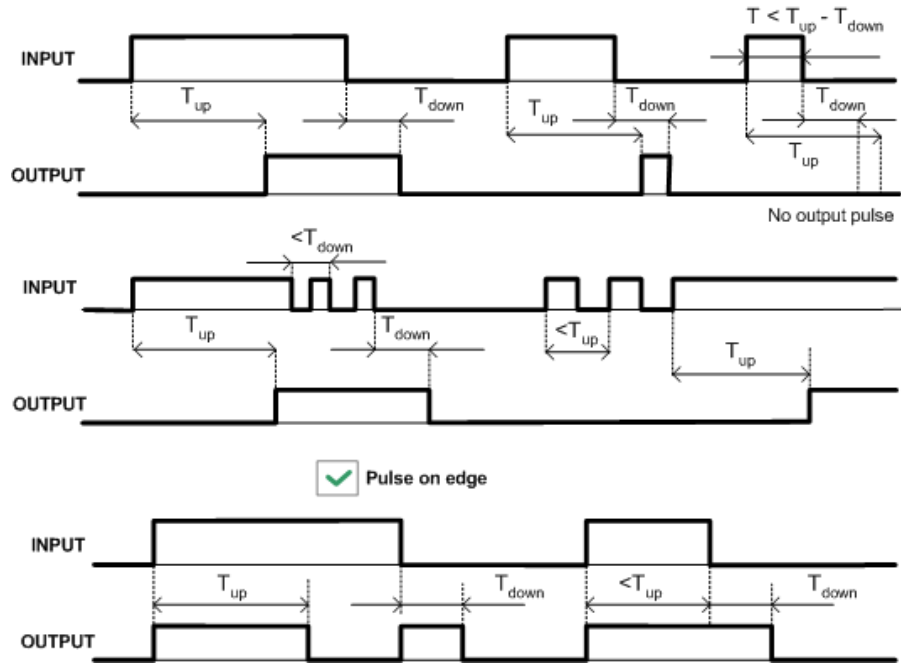 T < Tup - Tdown
INPUT
Tup
Tdown
Tup
Tdown
Tdown
Tup
OUTPUT
No output pulse
<Tdown
INPUT
Tup
Tdown
<Tup
Tup
OUTPUT
Pulse on edge
INPUT
Tup
Tdown
<Tup
Tdown
OUTPUT